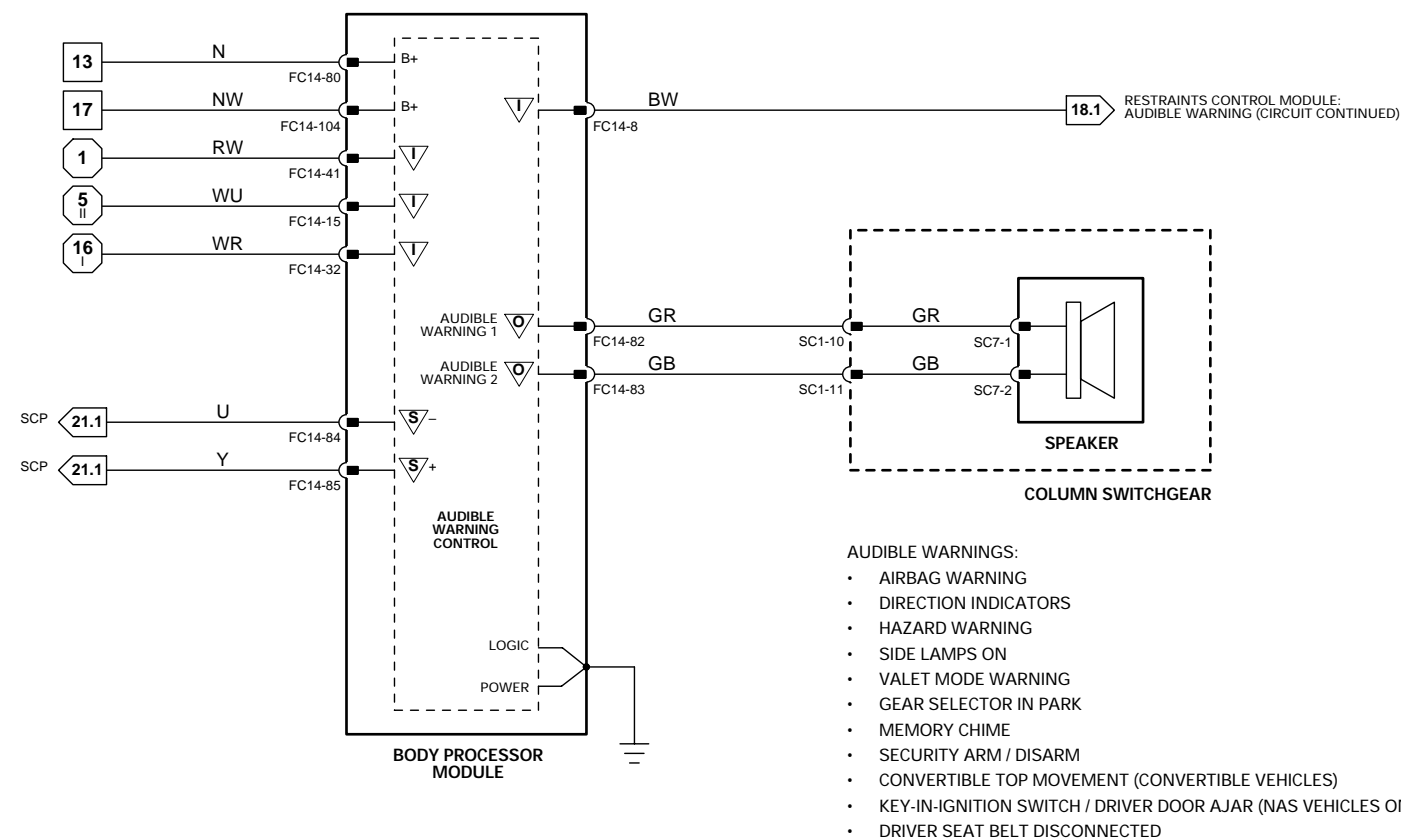 13 N FC14-80 B+
17 NW FC14-104 B+
I BW FC14-8 18.1 RESTRAINTS CONTROL MODULE:
AUDIBLE WARNING (CIRCUIT CONTINUED)
1 RW FC14-41 I
5 II WU FC14-15 I
16 I WR FC14-32 I
AUDIBLE
WARNING 1 O GR FC14-82 SC1-10 GR SC7-1
AUDIBLE
WARNING 2 O GB FC14-83 SC1-11 GB SC7-2
SPEAKER
COLUMN SWITCHGEAR
SCP 21.1 U FC14-84 S –
SCP 21.1 Y FC14-85 S +
AUDIBLE
WARNING
CONTROL
LOGIC
POWER
BODY PROCESSOR
MODULE
AUDIBLE WARNINGS:
• AIRBAG WARNING
• DIRECTION INDICATORS
• HAZARD WARNING
• SIDE LAMPS ON
• VALET MODE WARNING
• GEAR SELECTOR IN PARK
• MEMORY CHIME
• SECURITY ARM / DISARM
• CONVERTIBLE TOP MOVEMENT (CONVERTIBLE VEHICLES)
• KEY-IN-IGNITION SWITCH / DRIVER DOOR AJAR (NAS VEHICLES
• DRIVER SEAT BELT DISCONNECTED